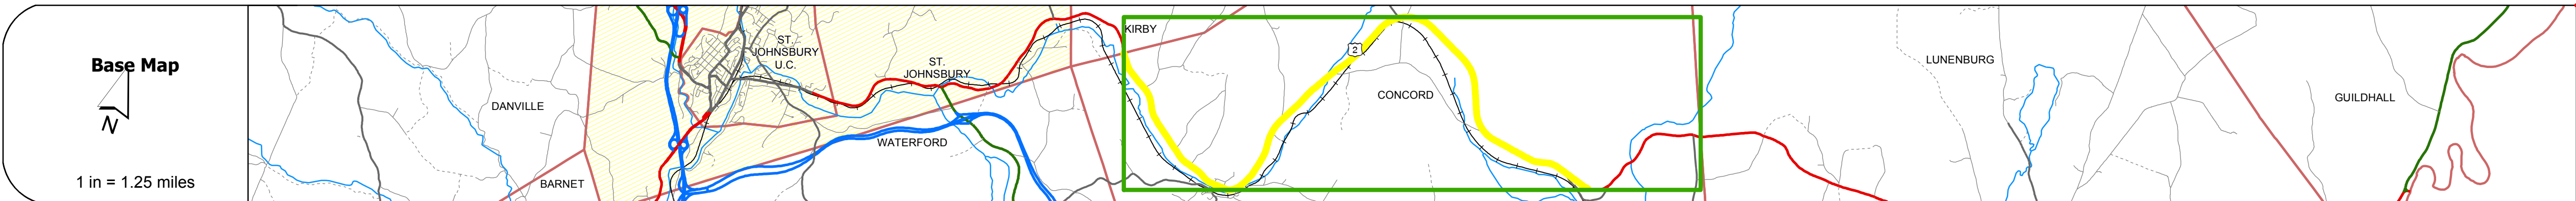 Base Map
N
1 in = 1.25 miles
DANVILLE
BARNET
ST.
JOHNSBURY
U.C.
ST.
JOHNSBURY
WATERFORD
KIRBY
2
CONCORD
LUNENBURG
GUILDHALL